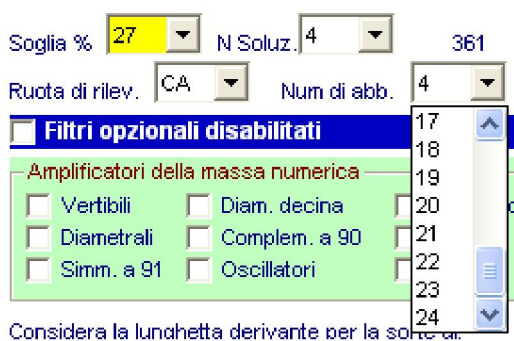 Soglia % 27 N Soluz. 4 361
Ruota di rilev. CA Num di abb. 4
Filtri opzionali disabilitati
Amplificatori della massa numerica
Vertibili Diam. decina
Diametrali Complem. a 90
Simm. a 91 Oscillatori
17
18
19
20
21
22
23
24
Considera la lunghetta derivante per la sorte di: